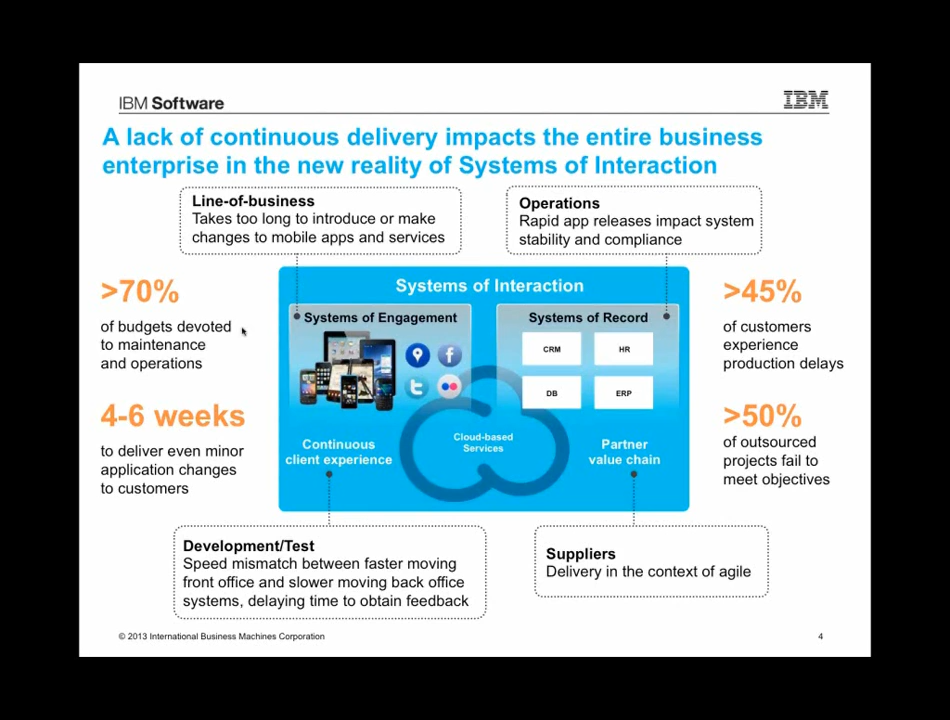 IBM Software
IBM
A lack of continuous delivery impacts the entire business
enterprise in the new reality of Systems of Interaction
Line-of-business
Takes too long to introduce or make
changes to mobile apps and services
Operations
Rapid app releases impact system
stability and compliance
>70%
of budgets devoted
to maintenance
and operations
4-6 weeks
to deliver even minor
application changes
to customers
Systems of Interaction
Systems of Engagement
Systems of Record
CRM
HR
DB
ERP
Continuous
client experience
Cloud-based
Services
Partner
value chain
>45%
of customers
experience
production delays
>50%
of outsourced
projects fail to
meet objectives
Development/Test
Speed mismatch between faster moving
front office and slower moving back office
systems, delaying time to obtain feedback
Suppliers
Delivery in the context of agile
© 2013 International Business Machines Corporation
4